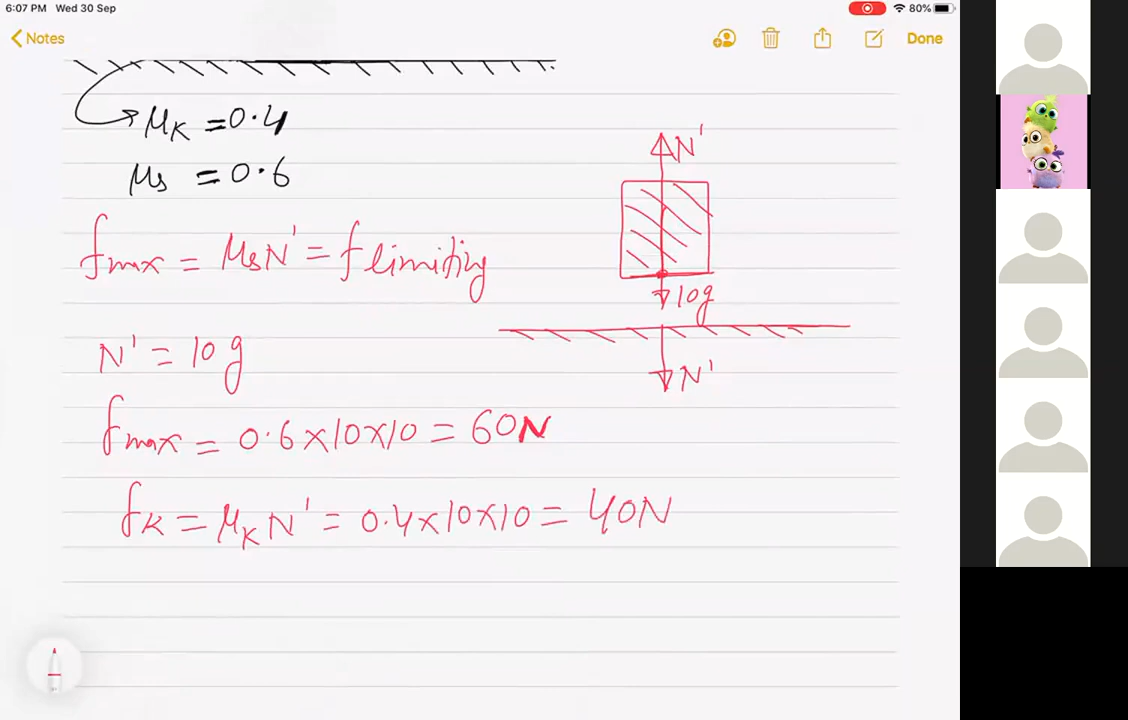 6:07 PM Wed 30 Sep
80%
Notes
Done
μK = 0.4
μs = 0.6
fmax = μsN' = f limiting
N' = 10g
fmax = 0.6×10×10 = 60N
fK = μKN' = 0.4×10×10 = 40N
N'
10g
N'